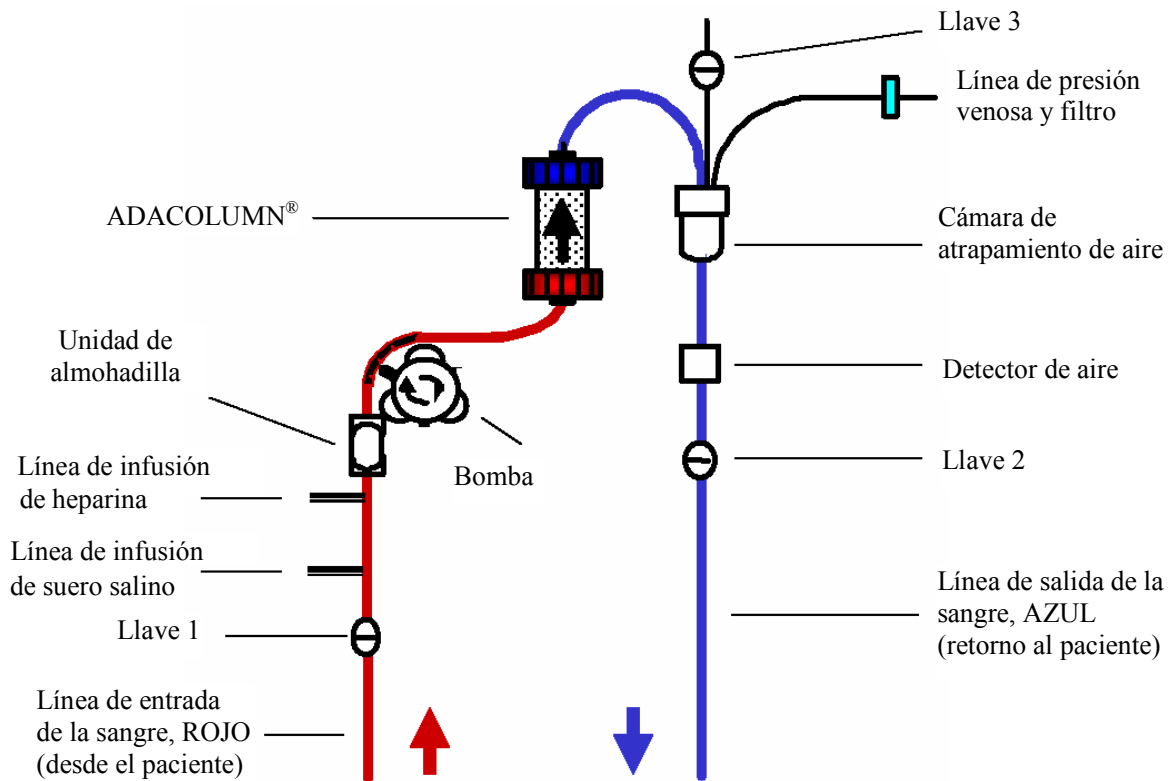 Llave 3
Línea de presión
venosa y filtro
ADACOLUMN®
Cámara de
atrapamiento de aire
Unidad de
almohadilla
Detector de aire
Bomba
Llave 2
Línea de infusión
de heparina
Línea de infusión
de suero salino
Línea de salida de la
sangre, AZUL
(retorno al paciente)
Llave 1
Línea de entrada
de la sangre, ROJO
(desde el paciente)